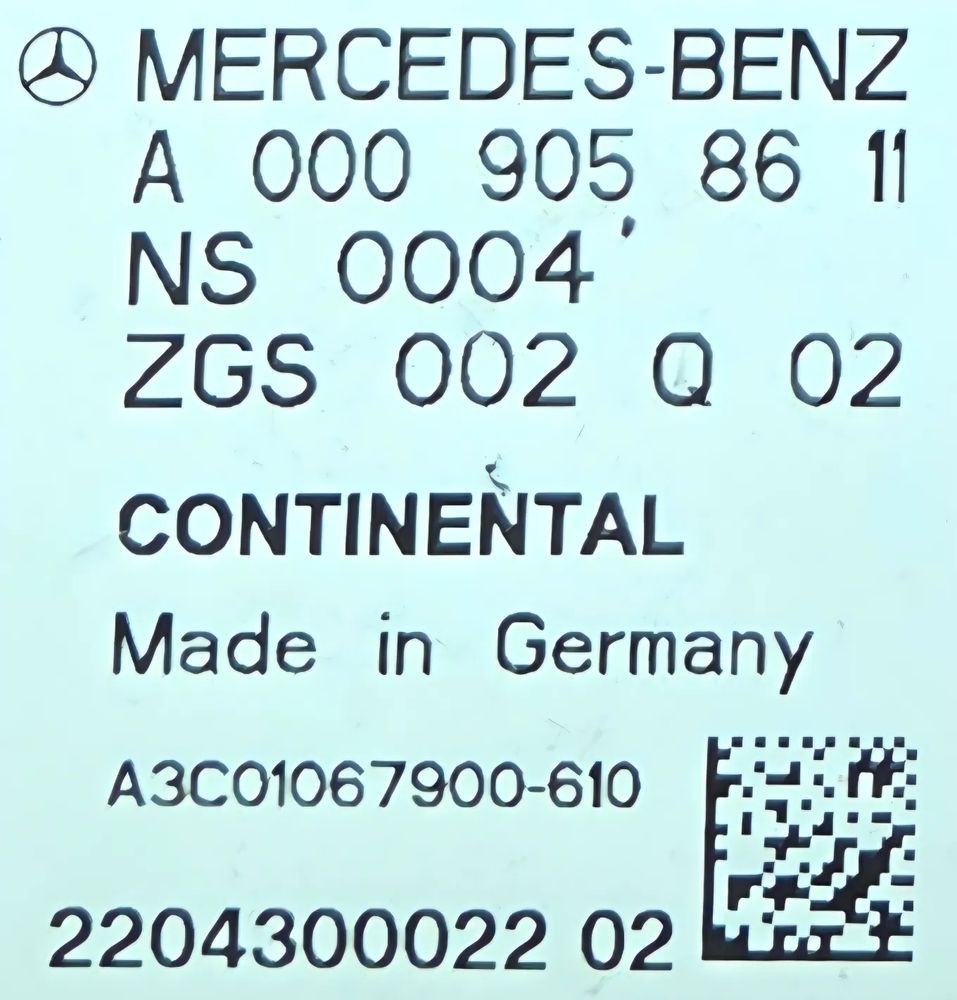 MERCEDES-BENZ
A 000 905 86 11
NS 0004
ZGS 002 Q 02
CONTINENTAL
Made in Germany
A3C01067900-610
2204300022 02